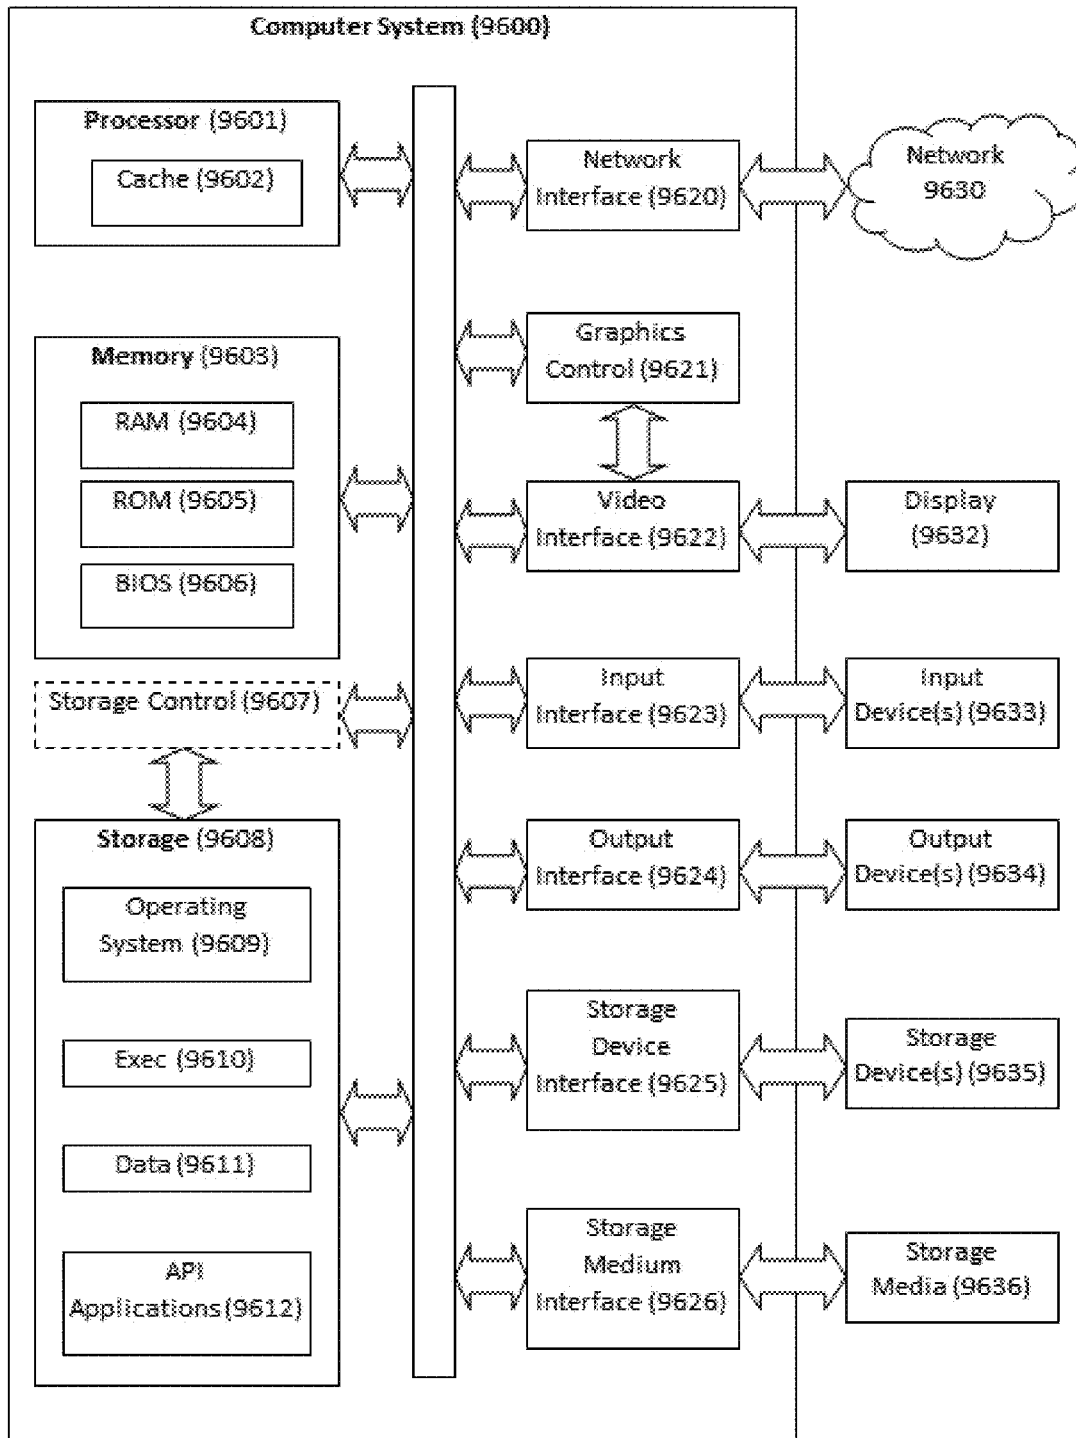 Computer System (9600)
Processor (9601)
Cache (9602)
Memory (9603)
RAM (9604)
ROM (9605)
BIOS (9606)
Storage Control (9607)
Storage (9608)
Operating
System (9609)
Exec (9610)
Data (9611)
API
Applications (9612)
Network
Interface (9620)
Graphics
Control (9621)
Video
Interface (9622)
Input
Interface (9623)
Output
Interface (9624)
Storage
Device
Interface (9625)
Storage
Medium
Interface (9626)
Network
9630
Display
(9632)
Input
Device(s) (9633)
Output
Device(s) (9634)
Storage
Device(s) (9635)
Storage
Media (9636)